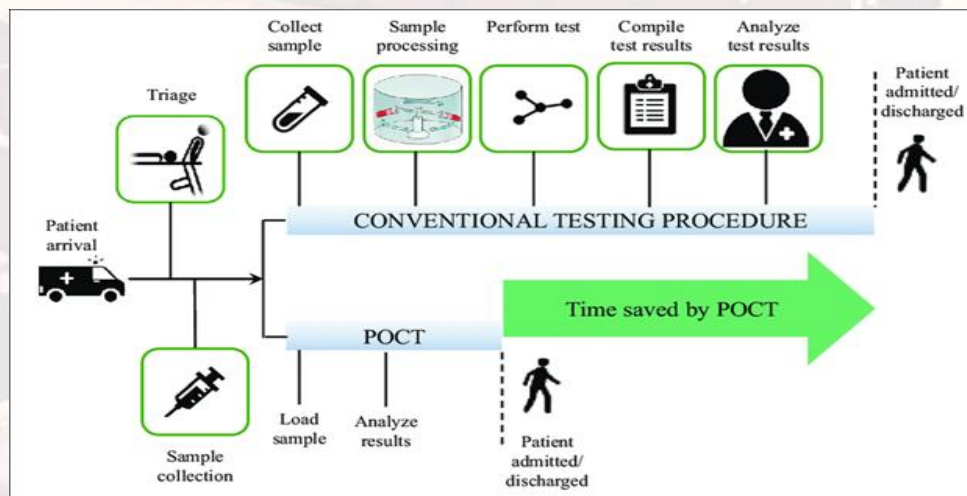 Collect
sample
Sample
processing
Perform test
Compile
test results
Analyze
test results
Patient
admitted/
discharged
Triage
CONVENTIONAL TESTING PROCEDURE
Patient
arrival
Time saved by POCT
POCT
Load
sample
Analyze
results
Patient
admitted/
discharged
Sample
collection